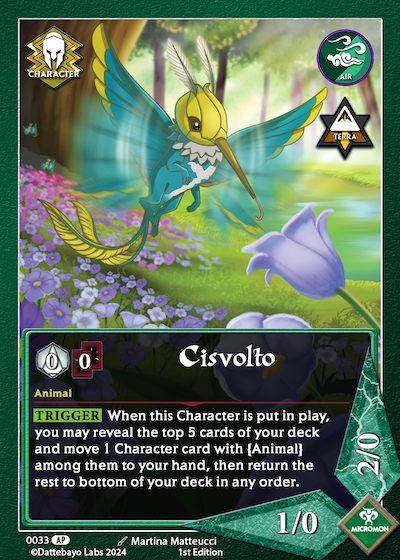 CHARACTER
AIR
TERRA
0
0
Cisvolto
Animal
TRIGGER When this Character is put in play,
you may reveal the top 5 cards of your deck
and move 1 Character card with {Animal}
among them to your hand, then return the
rest to bottom of your deck in any order.
2/0
1/0
MICROMON
0033 AP Martina Matteucci
©Dattebayo Labs 2024 1st Edition